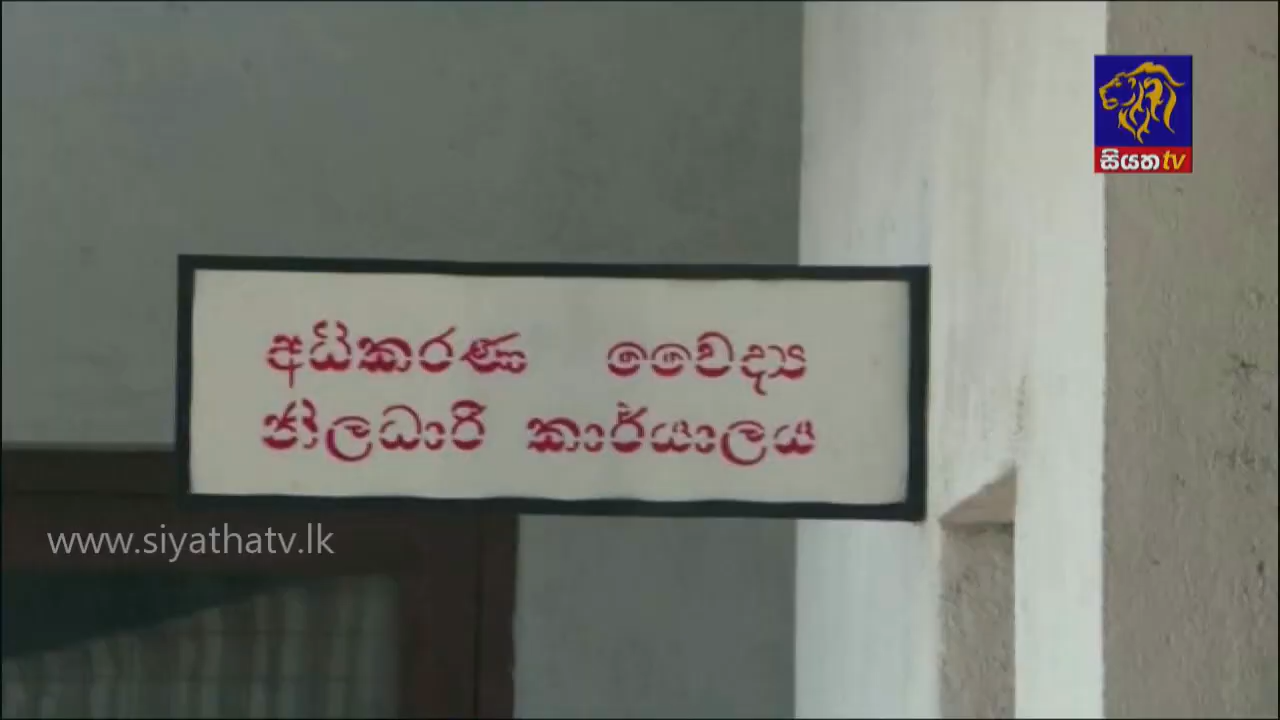 සියත tv
අධිකරණ වෛද්‍ය
නිලධාරී කාර්යාලය
www.siyathatv.lk